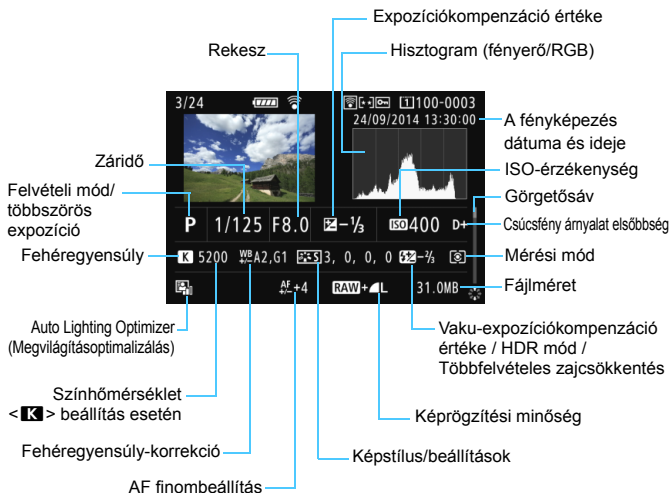 Expozíciókompenzáció értéke
Rekesz
Hisztogram (fényerő/RGB)
3/24
1 100-0003
24/09/2014 13:30:00
A fényképezés
dátuma és ideje
Záridő
ISO-érzékenység
Felvételi mód/
többszörös
expozíció
Görgetősáv
P 1/125 F8.0 -1/3 ISO 400 D+
Csúcsfény árnyalat elsőbbség
Fehéregyensúly
K 5200 WB +/- A2,G1 S 3, 0, 0, 0 -2/3
Mérési mód
AF +/- +4 RAW+L 31.0MB
Fájlméret
Auto Lighting Optimizer
(Megvilágításoptimalizálás)
Vaku-expozíciókompenzáció
értéke / HDR mód /
Többfelvételes zajcsökkentés
Színhőmérséklet
<K> beállítás esetén
Képrögzítési minőség
Fehéregyensúly-korrekció
Képstílus/beállítások
AF finombeállítás